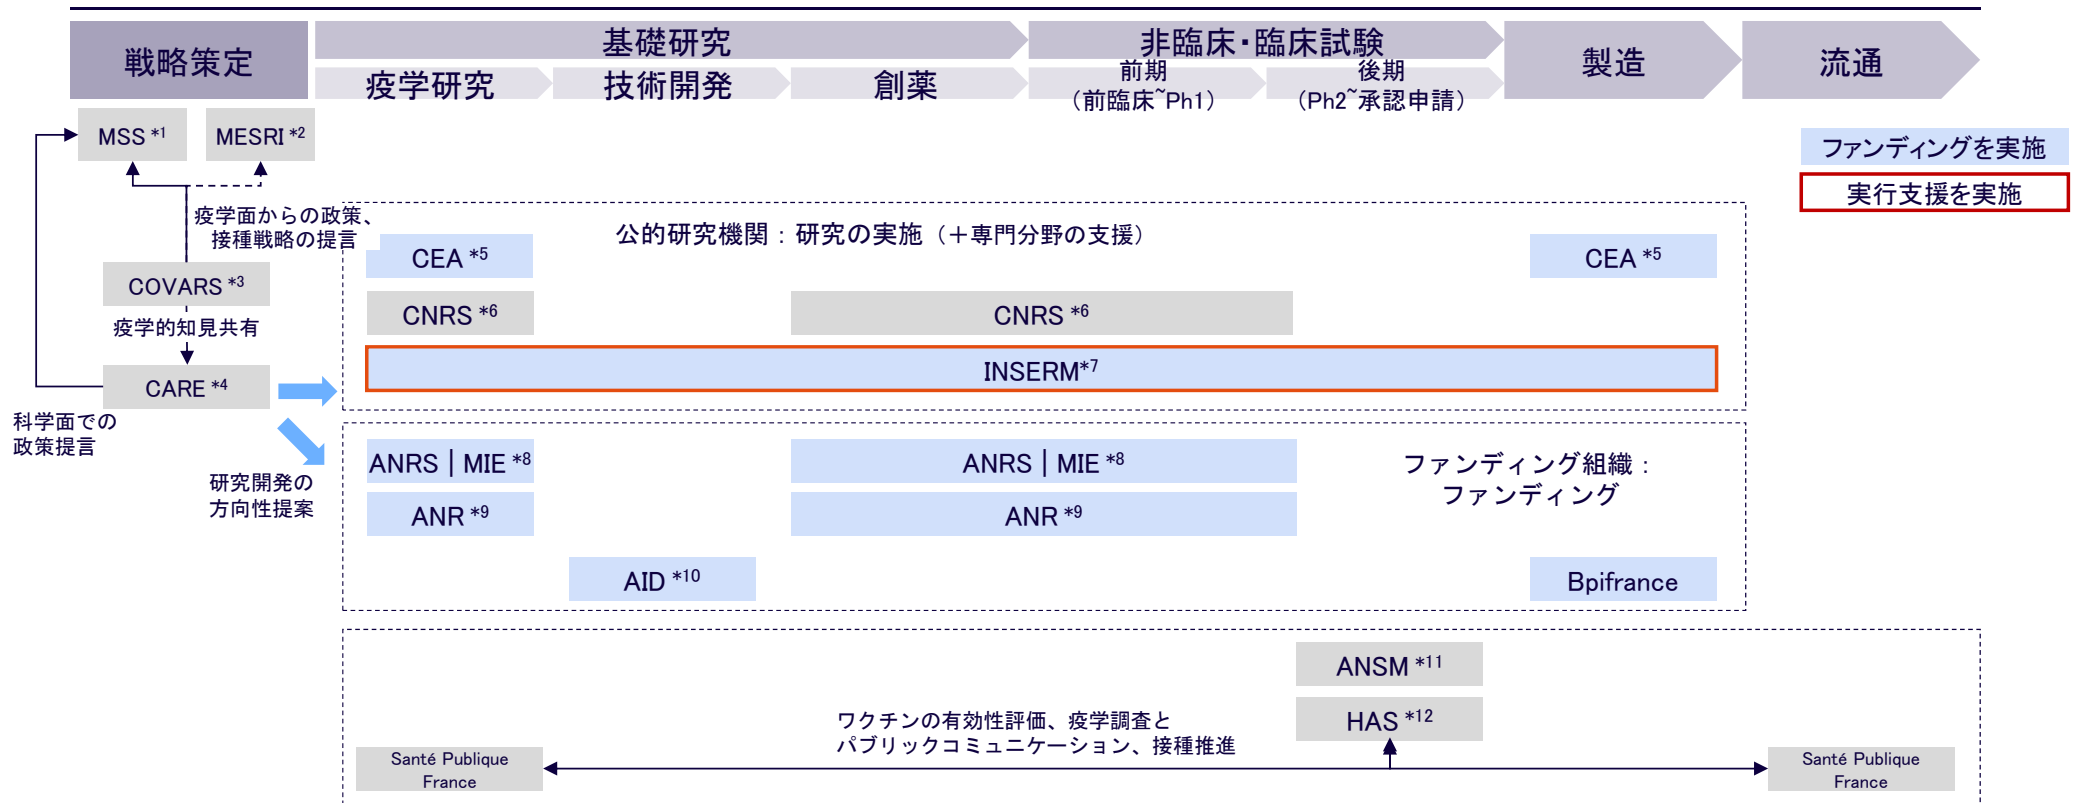 戦略策定
基礎研究
非臨床・臨床試験
製造
流通
疫学研究
技術開発
創薬
前期
（前臨床~Ph1）
後期
（Ph2~承認申請）
MSS *1
MESRI *2
ファンディングを実施
実行支援を実施
疫学面からの政策、
接種戦略の提言
公的研究機関：研究の実施（＋専門分野の支援）
CEA *5
CEA *5
COVARS *3
CNRS *6
CNRS *6
疫学的知見共有
INSERM*7
CARE *4
科学面での
政策提言
研究開発の
方向性提案
ANRS | MIE *8
ANRS | MIE *8
ファンディング組織：
ファンディング
ANR *9
ANR *9
AID *10
Bpifrance
ANSM *11
HAS *12
ワクチンの有効性評価、疫学調査と
パブリックコミュニケーション、接種推進
Santé Publique
France
Santé Publique
France